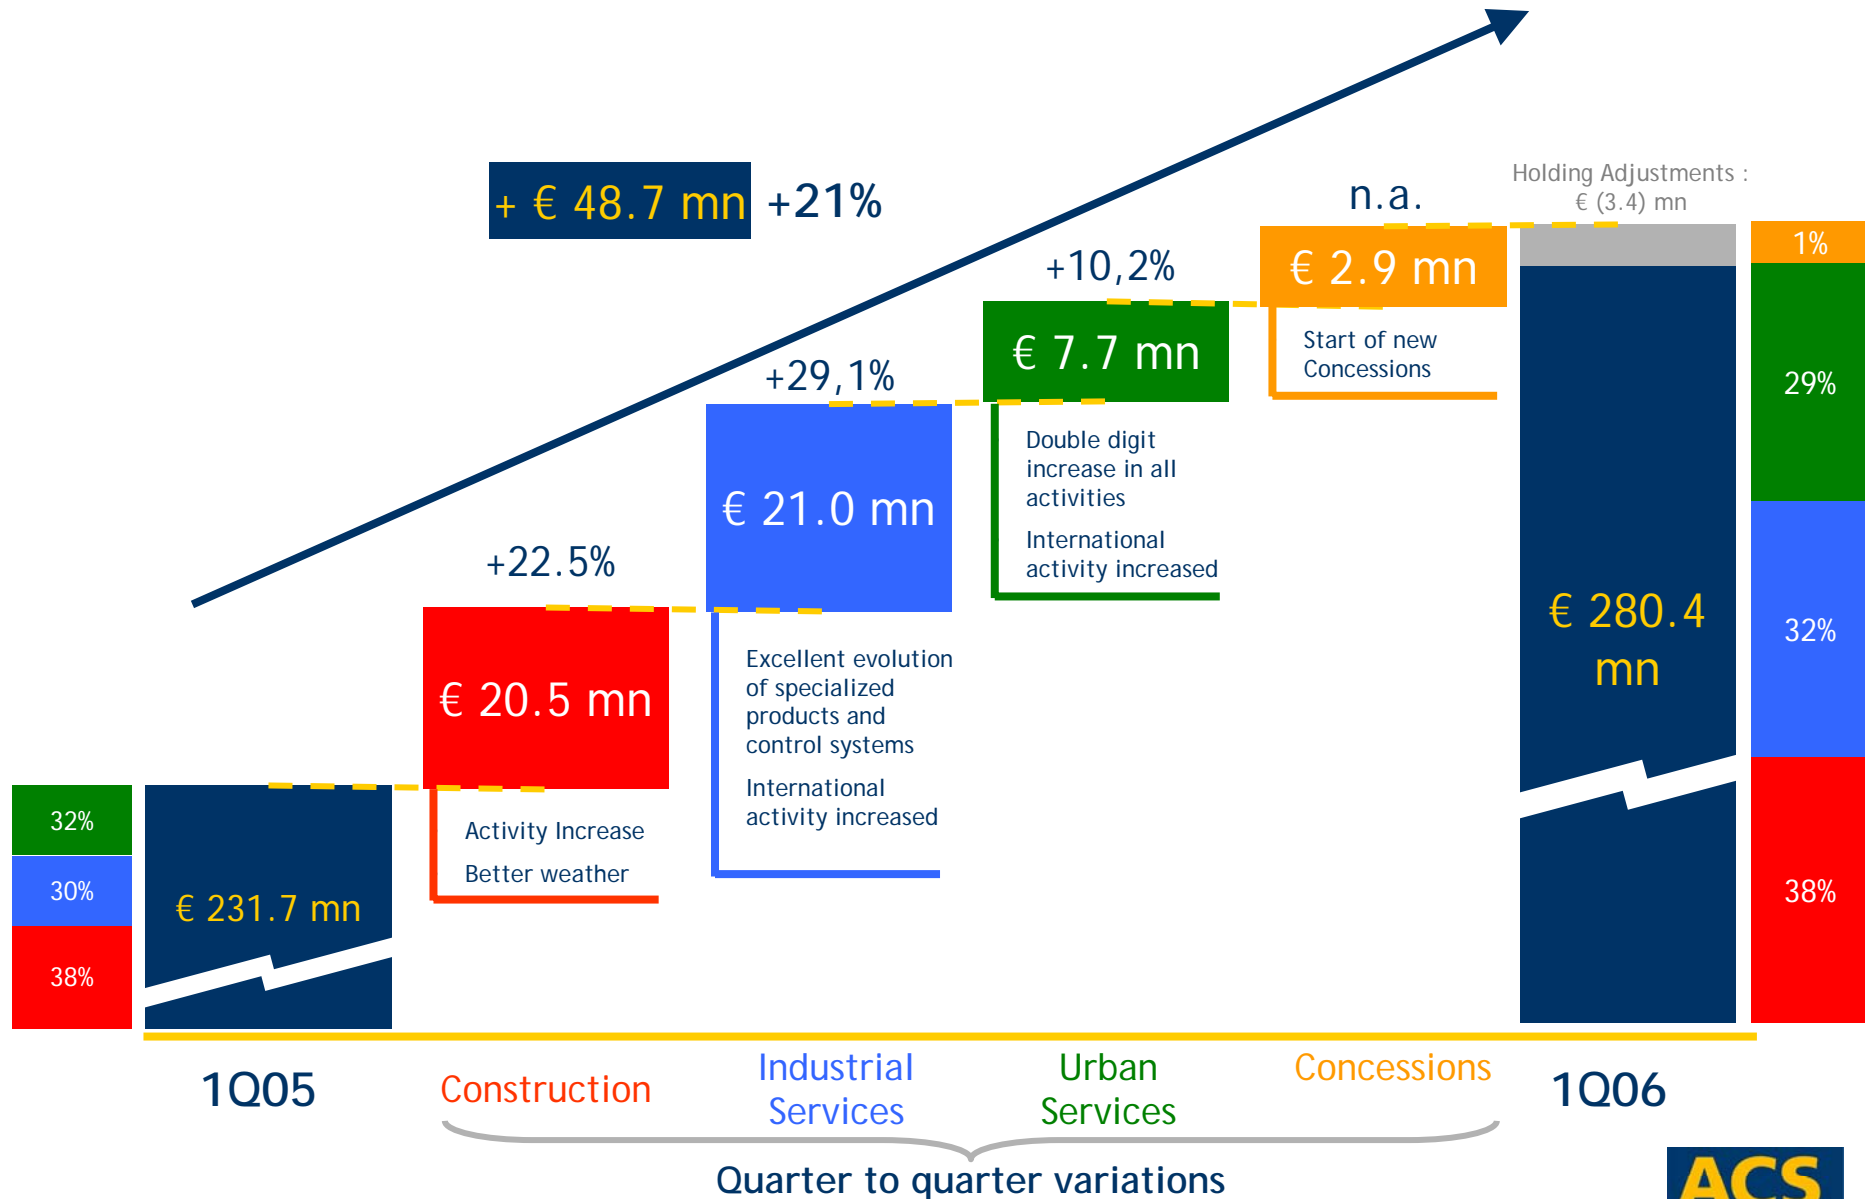 + € 48.7 mn +21%
Holding Adjustments :
€ (3.4) mn
n.a.
€ 2.9 mn
Start of new
Concessions
+10,2%
€ 7.7 mn
Double digit
increase in all
activities
International
activity increased
+29,1%
€ 21.0 mn
Excellent evolution
of specialized
products and
control systems
International
activity increased
+22.5%
€ 20.5 mn
Activity Increase
Better weather
32%
30%
38%
€ 231.7 mn
€ 280.4
mn
1%
29%
32%
38%
1Q05
Construction
Industrial
Services
Urban
Services
Concessions
1Q06
Quarter to quarter variations
ACS